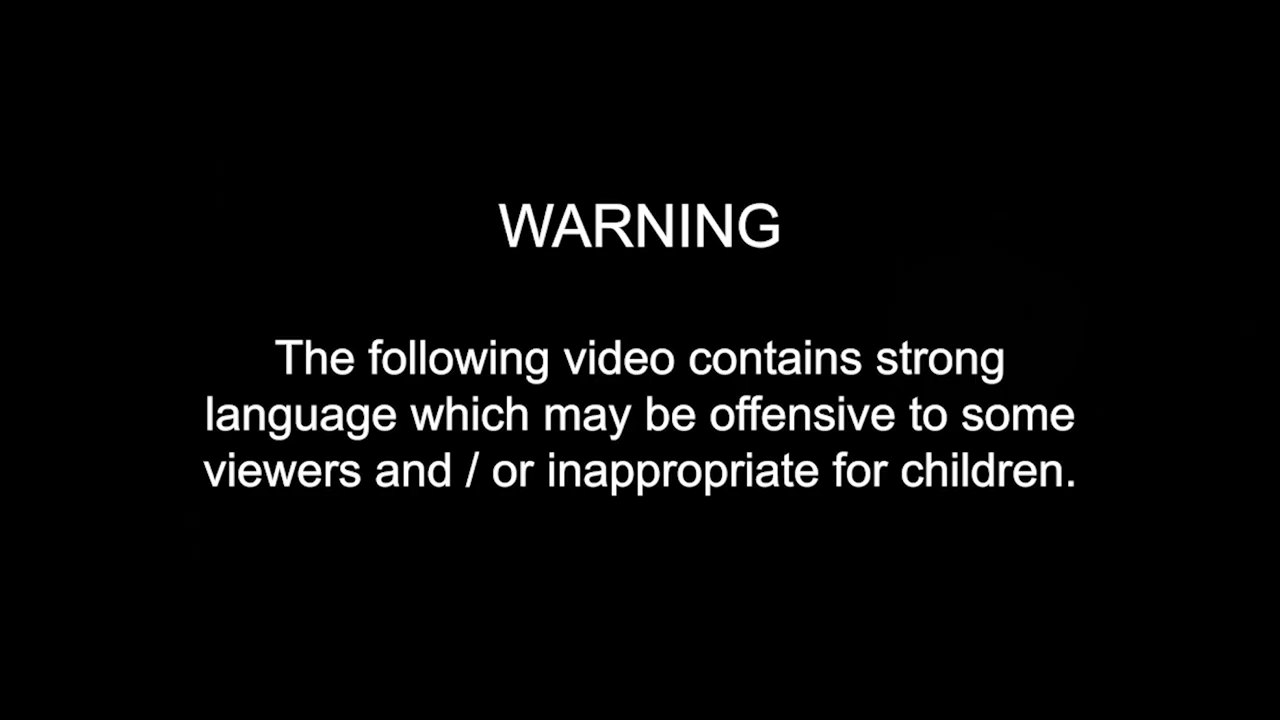 WARNING
The following video contains strong
language which may be offensive to some
viewers and / or inappropriate for children.